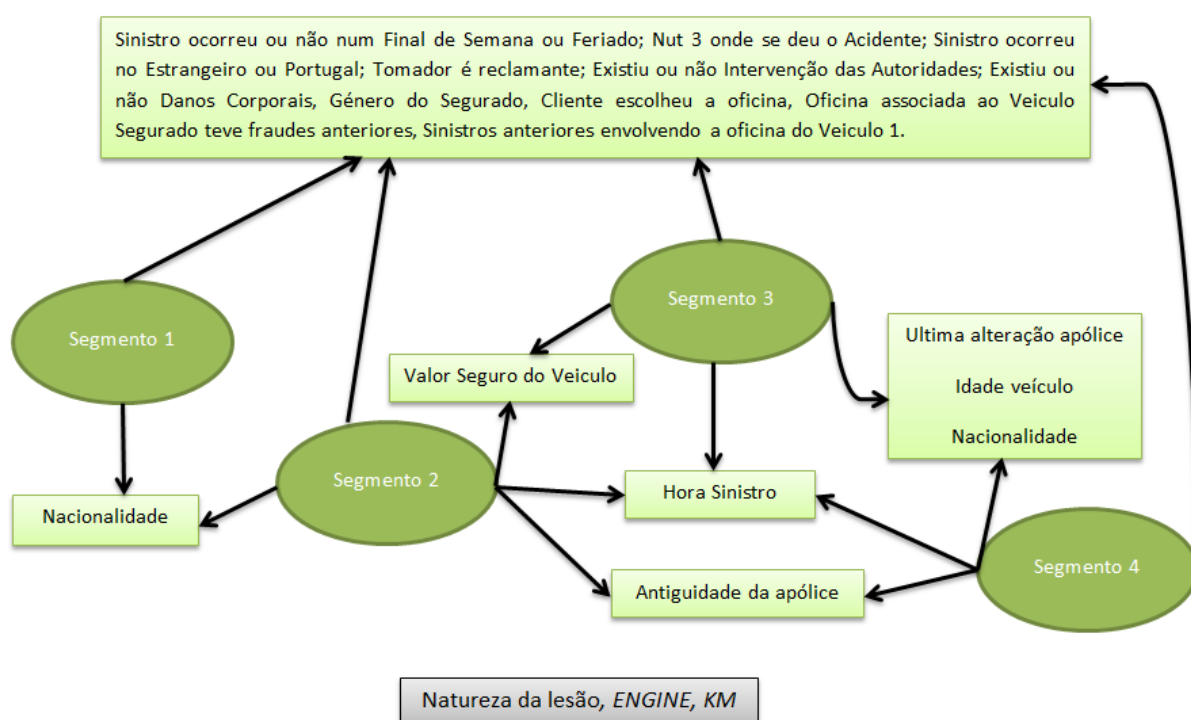 Sinistro ocorreu ou não num Final de Semana ou Feriado; Nut 3 onde se deu o Acidente; Sinistro ocorreu
no Estrangeiro ou Portugal; Tomador é reclamante; Existiu ou não Intervenção das Autoridades; Existiu ou
não Danos Corporais, Género do Segurado, Cliente escolheu a oficina, Oficina associada ao Veiculo
Segurado teve fraudes anteriores, Sinistros anteriores envolvendo a oficina do Veiculo 1.
Segmento 3
Segmento 1
Ultima alteração apólice
Valor Seguro do Veiculo
Idade veículo
Nacionalidade
Segmento 2
Hora Sinistro
Nacionalidade
Segmento 4
Antiguidade da apólice
Natureza da lesão, ENGINE, KM